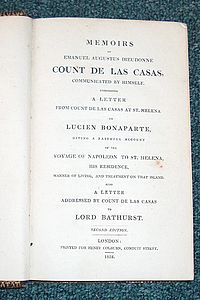 MEMOIRS
OF
EMANUEL AUGUSTUS DIEUDONNE
COUNT DE LAS CASAS.
COMMUNICATED BY HIMSELF.
COMPRISING
A LETTER
FROM COUNT DE LAS CASAS AT ST. HELENA
TO
LUCIEN BONAPARTE,
GIVING A FAITHFUL ACCOUNT
OF THE
VOYAGE OF NAPOLEON TO ST. HELENA,
HIS RESIDENCE,
MANNER OF LIVING, AND TREATMENT ON THAT ISLAND.
ALSO
A LETTER
ADDRESSED BY COUNT DE LAS CASAS
TO
LORD BATHURST.
SECOND EDITION.
LONDON:
PRINTED FOR HENRY COLBURN, CONDUIT STREET.
1818.